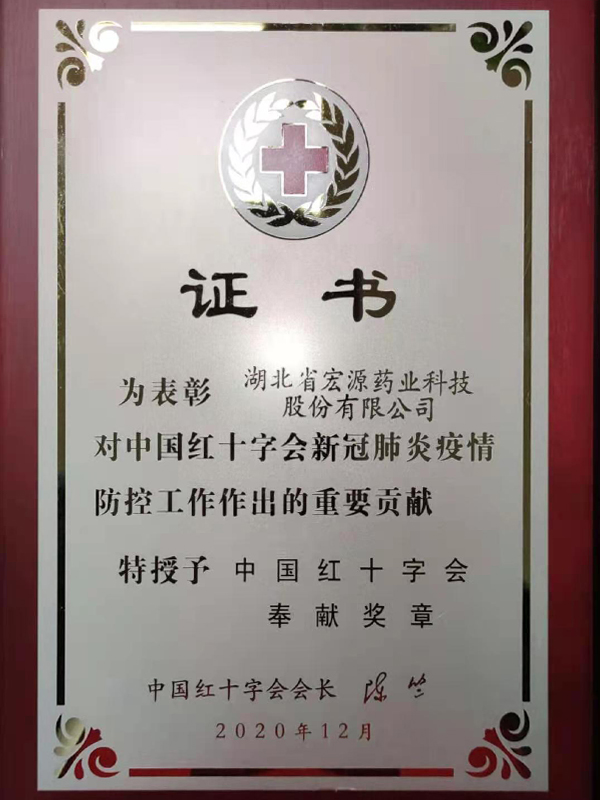 证 书
为表彰 湖北省宏源药业科技
股份有限公司
对中国红十字会新冠肺炎疫情
防控工作作出的重要贡献
特授予 中国红十字会
奉献奖章
中国红十字会会长 陈竺
2020年12月